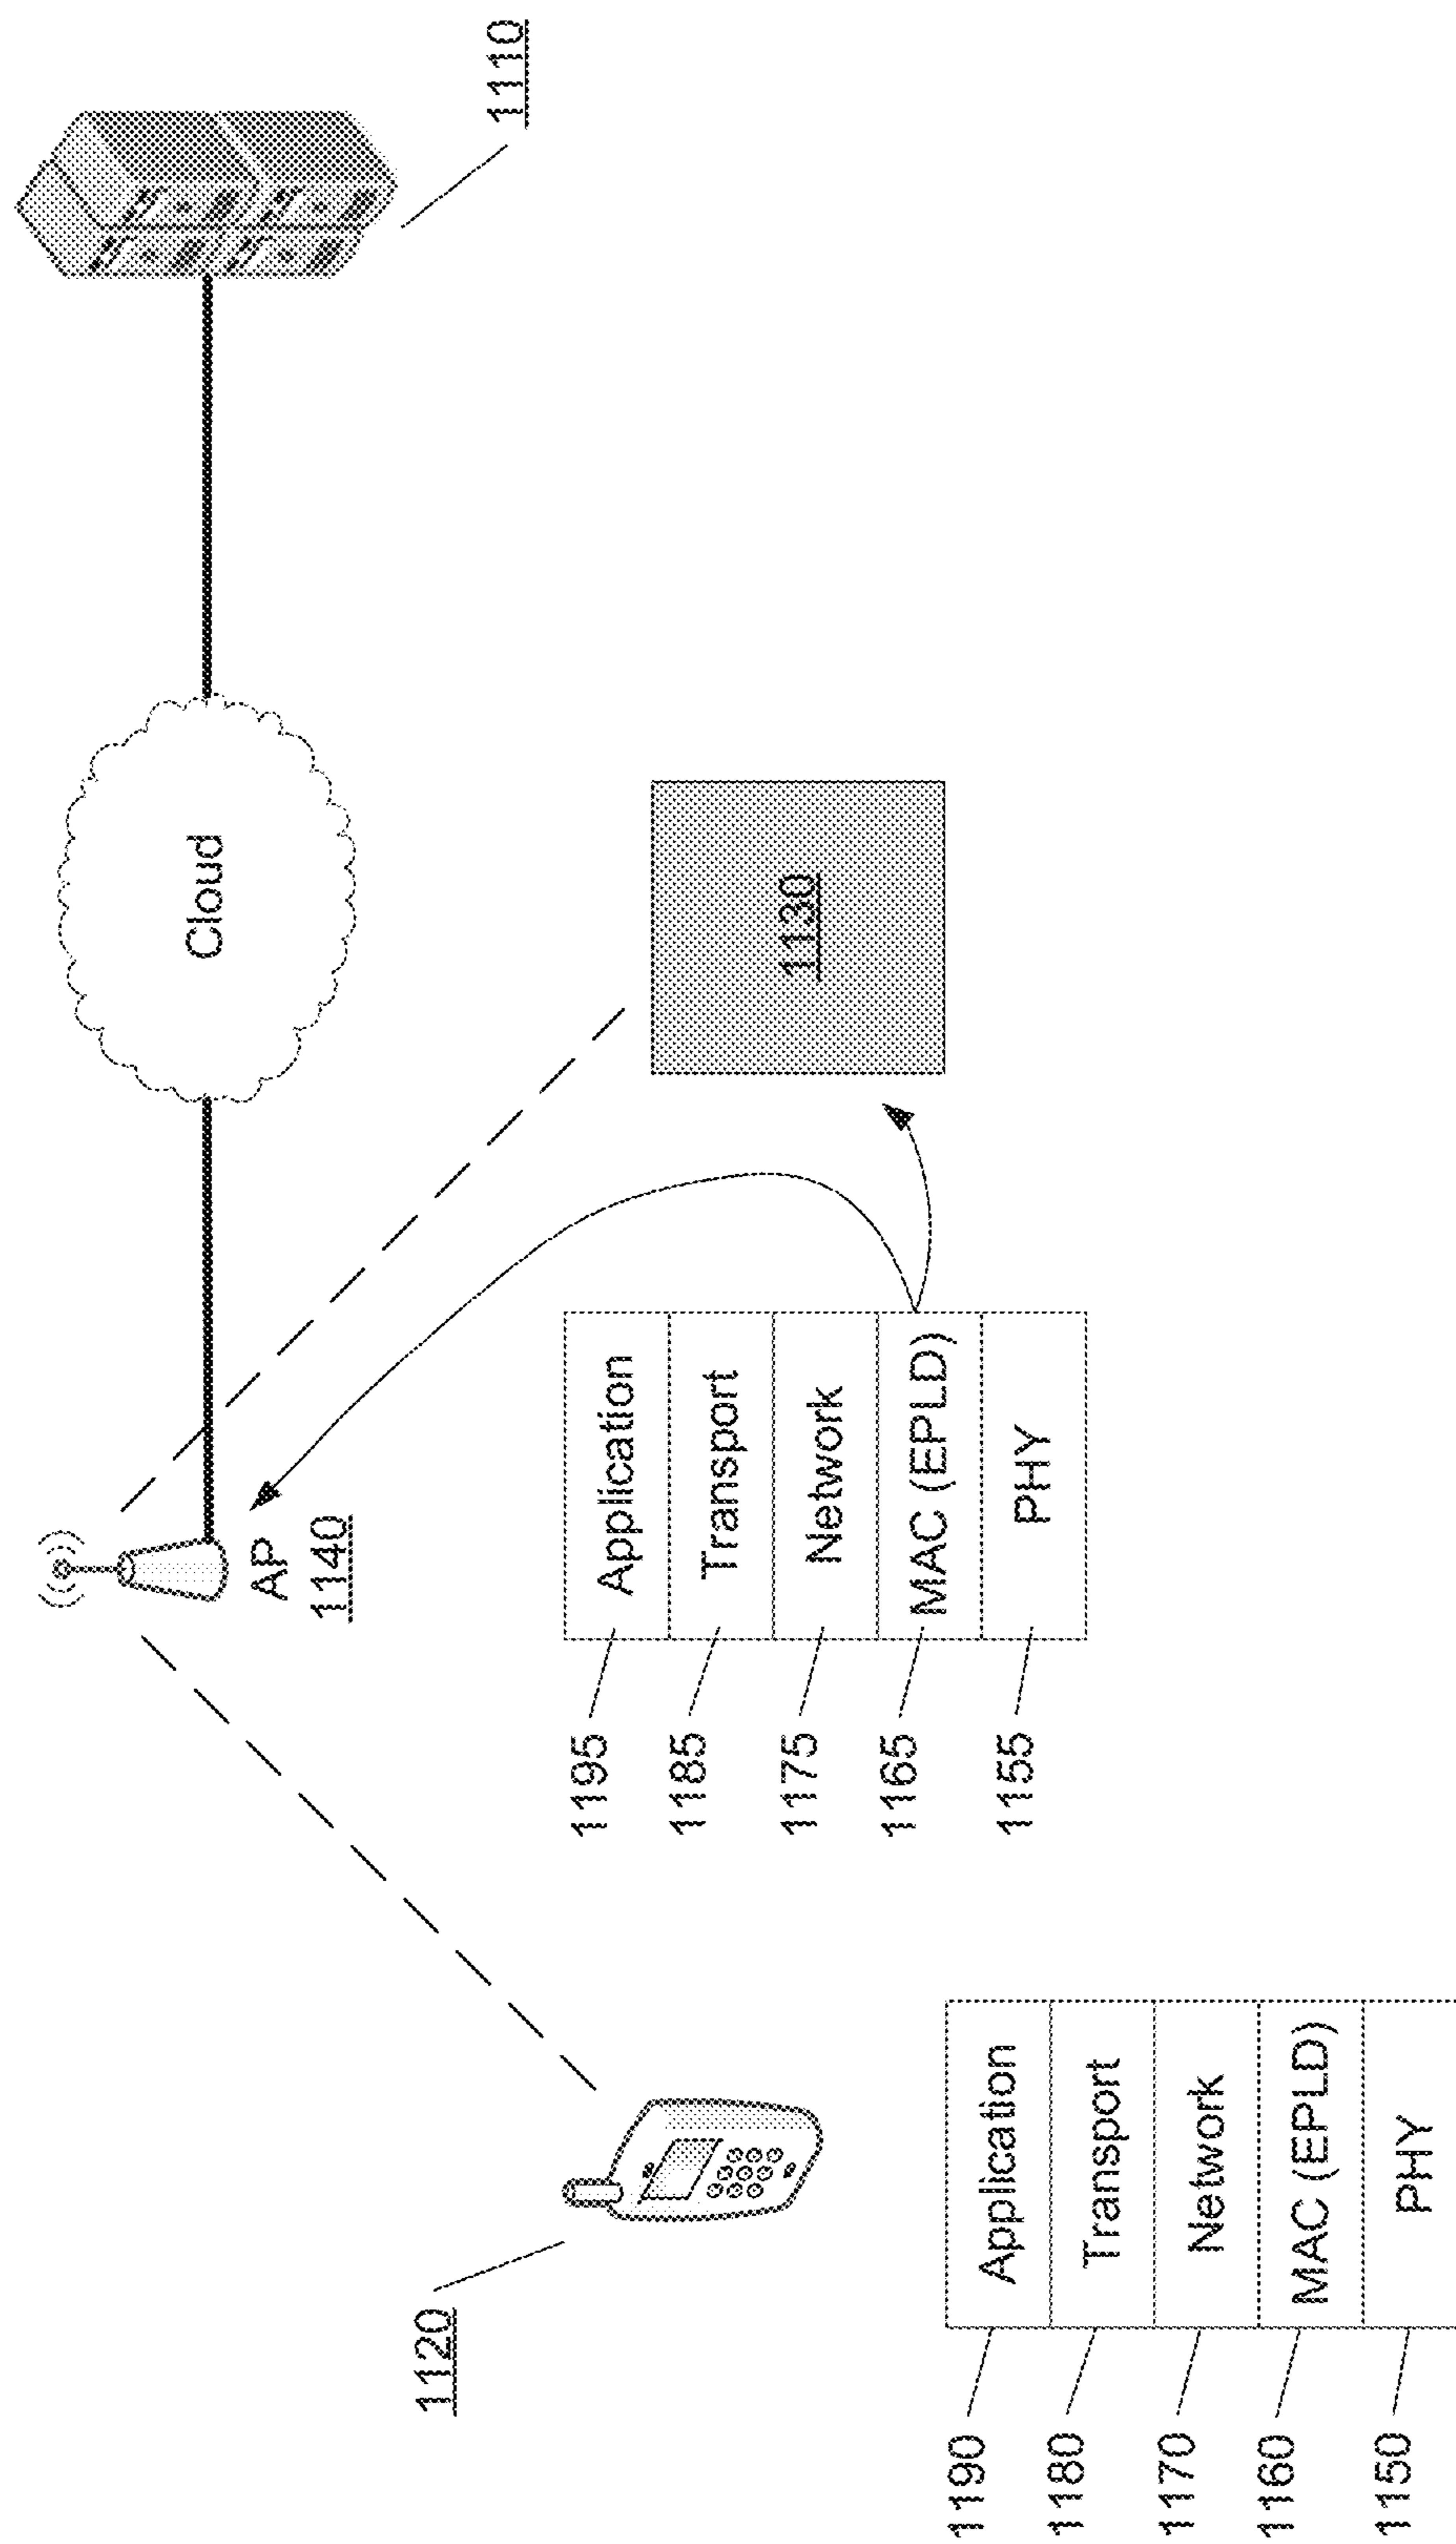 1110
Cloud
AP
1140
1130
1120
1195 Application
1185 Transport
1175 Network
1165 MAC (EPLD)
1155 PHY
1190 Application
1180 Transport
1170 Network
1160 MAC (EPLD)
1150 PHY